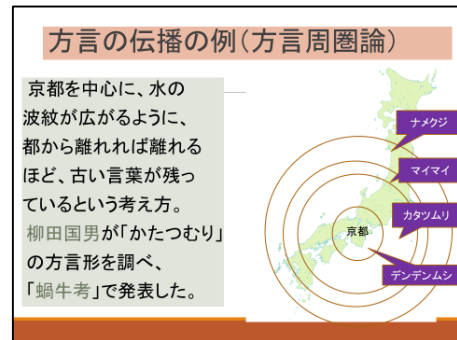 方言の伝播の例(方言周圏論)
京都を中心に、水の
波紋が広がるように、
都から離れれば離れる
ほど、古い言葉が残っ
ているという考え方。
柳田国男が「かたつむり」
の方言形を調べ、
「蝸牛考」で発表した。
ナメクジ
マイマイ
カタツムリ
京都
デンデンムシ